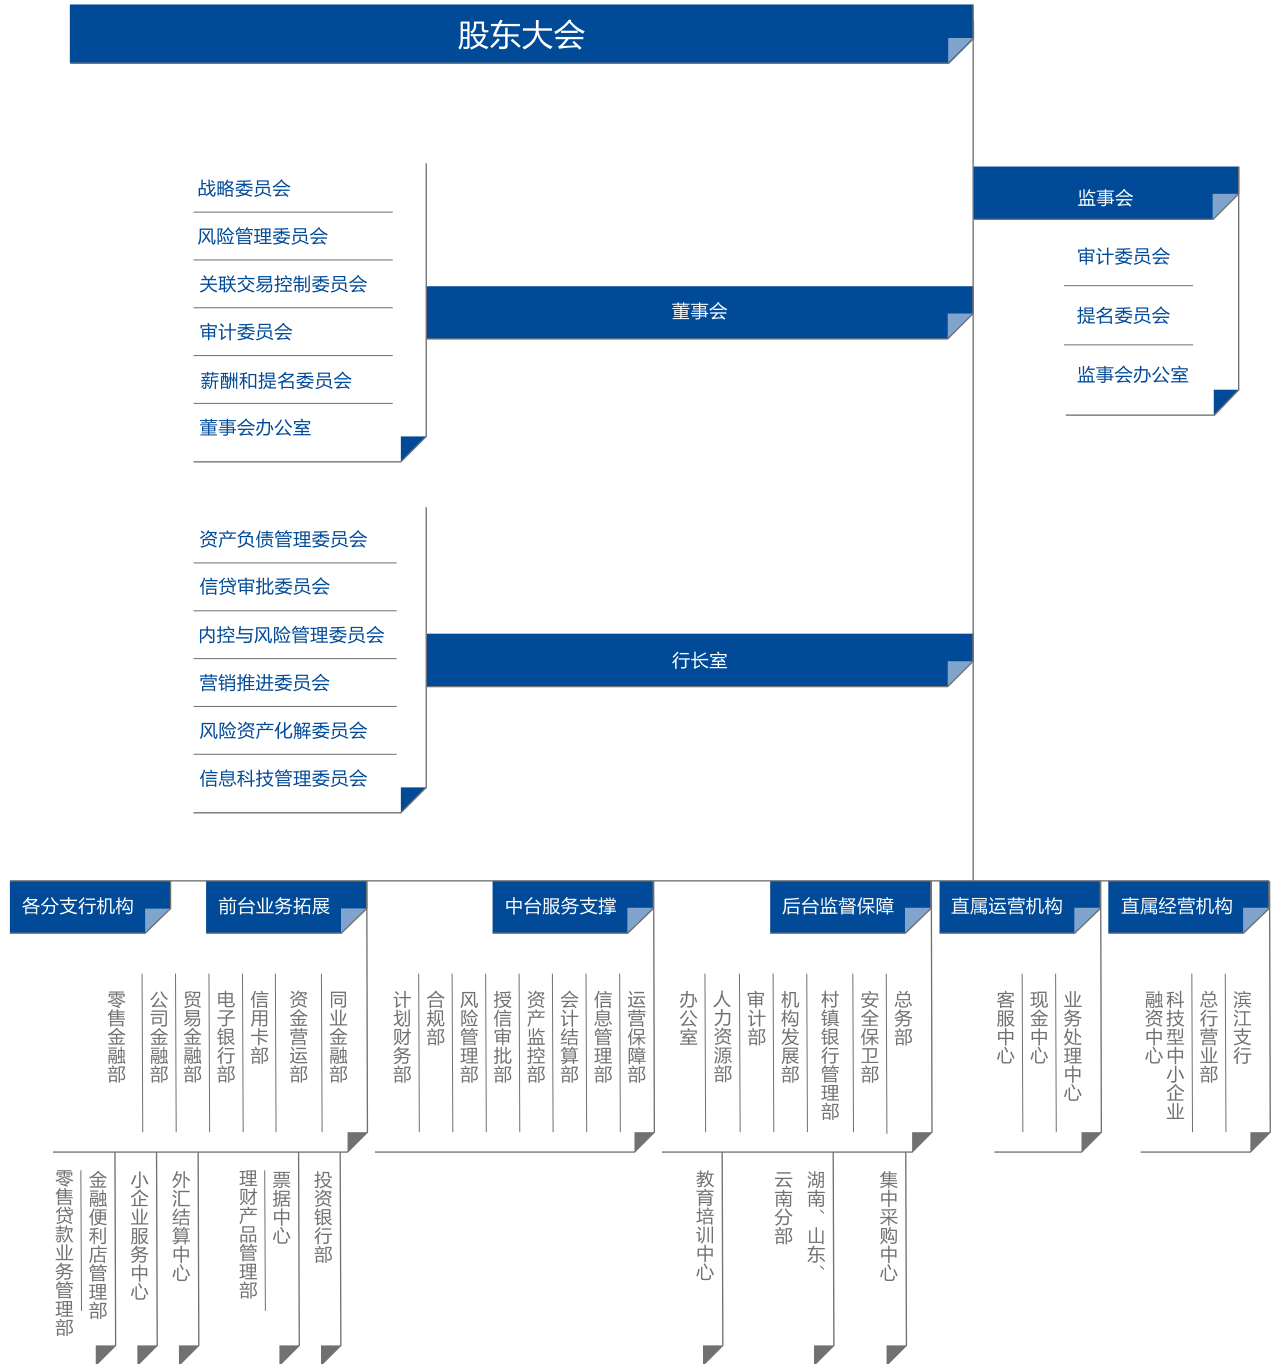 股东大会
监事会
审计委员会
提名委员会
监事会办公室
董事会
战略委员会
风险管理委员会
关联交易控制委员会
审计委员会
薪酬和提名委员会
董事会办公室
行长室
资产负债管理委员会
信贷审批委员会
内控与风险管理委员会
营销推进委员会
风险资产化解委员会
信息科技管理委员会
各分支行机构
前台业务拓展
中台服务支撑
后台监督保障
直属运营机构
直属经营机构
零售金融部
公司金融部
贸易金融部
电子银行部
信用卡部
资金营运部
同业金融部
计划财务部
合规部
风险管理部
授信审批部
资产监控部
会计结算部
信息管理部
运营保障部
办公室
人力资源部
审计部
机构发展部
村镇银行管理部
安全保卫部
总务部
客服中心
现金中心
业务处理中心
科技型中小企业
融资中心
总行营业部
滨江支行
零售贷款业务管理部
金融便利店管理部
小企业服务中心
外汇结算中心
理财产品管理部
票据中心
投资银行部
教育培训中心
湖南、山东、
云南分部
集中采购中心